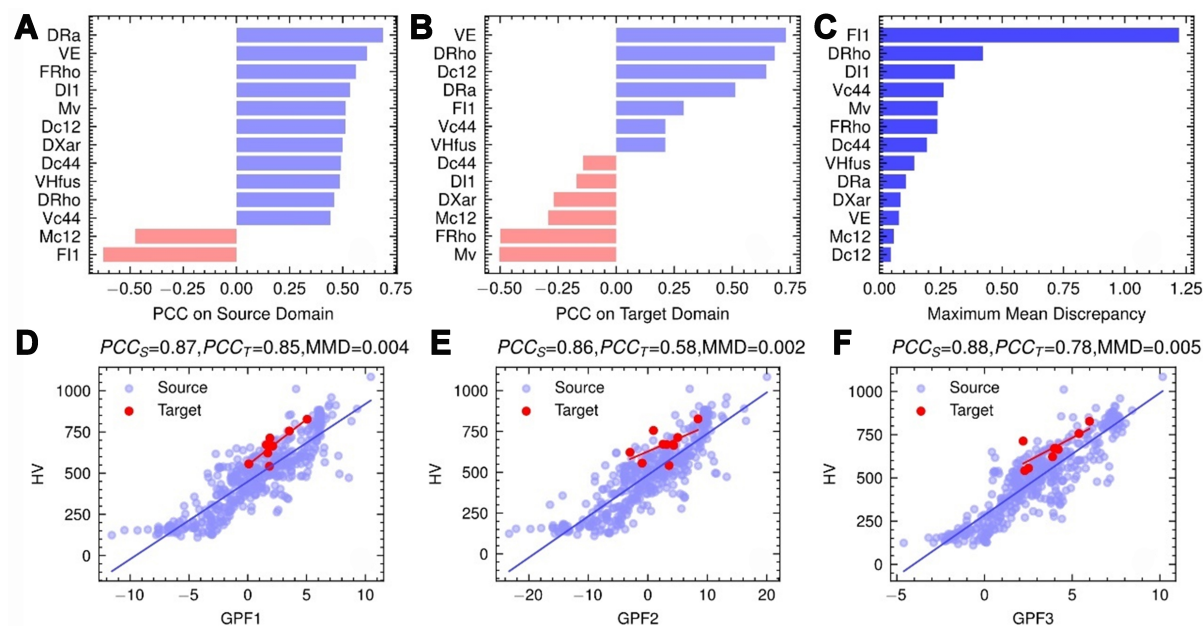 A
DRa
VE
FRho
DI1
Mv
Dc12
DXar
Dc44
VHfus
DRho
Vc44
Mc12
FI1
−0.50 −0.25 0.00 0.25 0.50 0.75
PCC on Source Domain
B
VE
DRho
Dc12
DRa
FI1
Vc44
VHfus
Dc44
DI1
DXar
Mc12
FRho
Mv
−0.50 −0.25 0.00 0.25 0.50 0.75
PCC on Target Domain
C
FI1
DRho
DI1
Vc44
Mv
FRho
Dc44
VHfus
DRa
DXar
VE
Mc12
Dc12
0.00 0.25 0.50 0.75 1.00 1.25
Maximum Mean Discrepancy
D
PCC_S=0.87,PCC_T=0.85,MMD=0.004
Source
Target
HV
1000
750
500
250
0
−10 −5 0 5 10
GPF1
E
PCC_S=0.86,PCC_T=0.58,MMD=0.002
Source
Target
HV
1000
750
500
250
0
−20 −10 0 10 20
GPF2
F
PCC_S=0.88,PCC_T=0.78,MMD=0.005
Source
Target
HV
1000
750
500
250
0
−5 0 5 10
GPF3